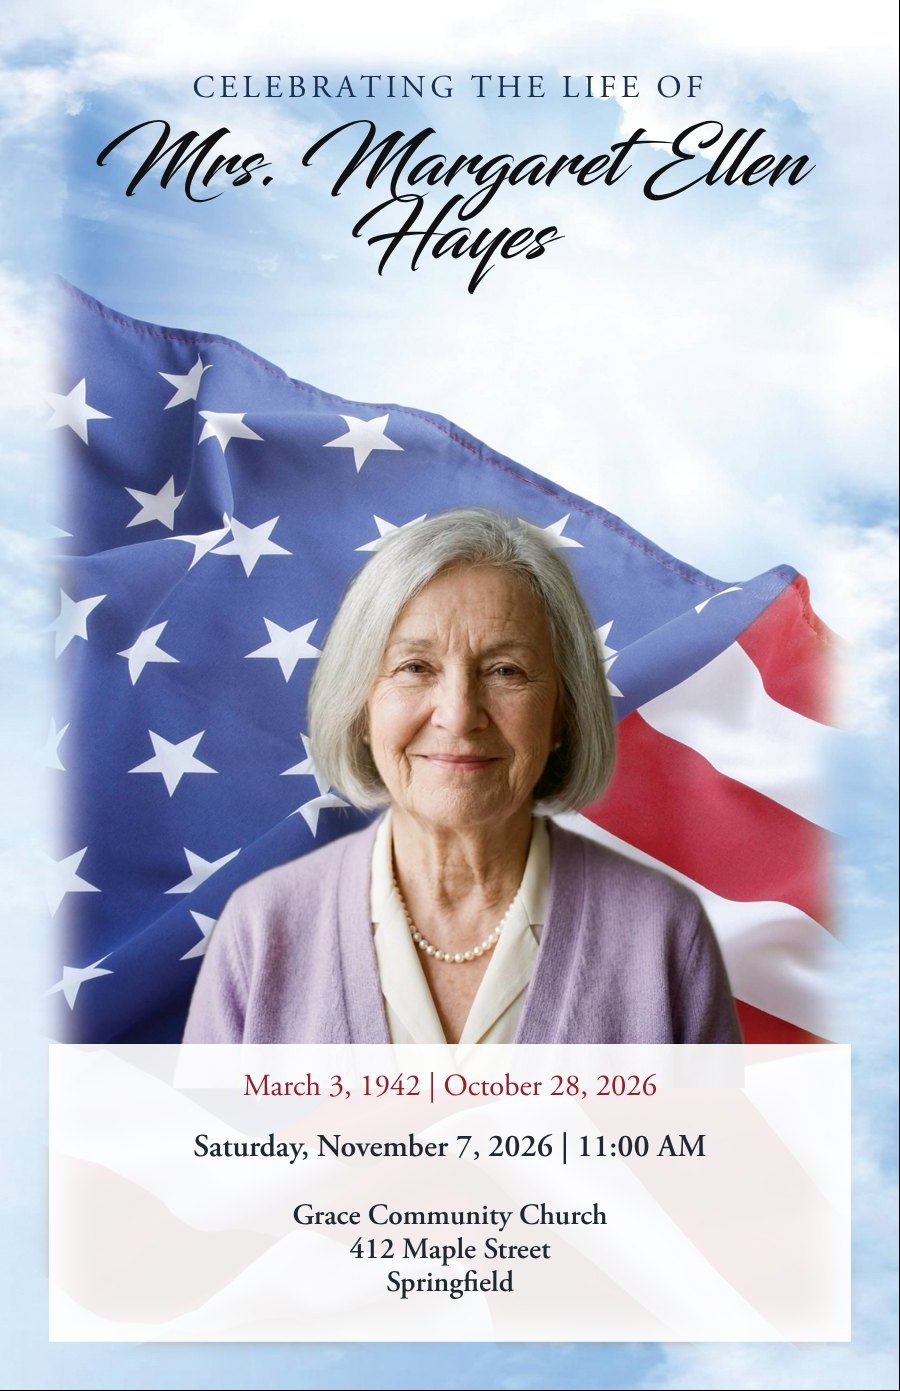 CELEBRATING THE LIFE OF
Mrs. Margaret Ellen
Hayes
March 3, 1942 | October 28, 2026
Saturday, November 7, 2026 | 11:00 AM
Grace Community Church
412 Maple Street
Springfield